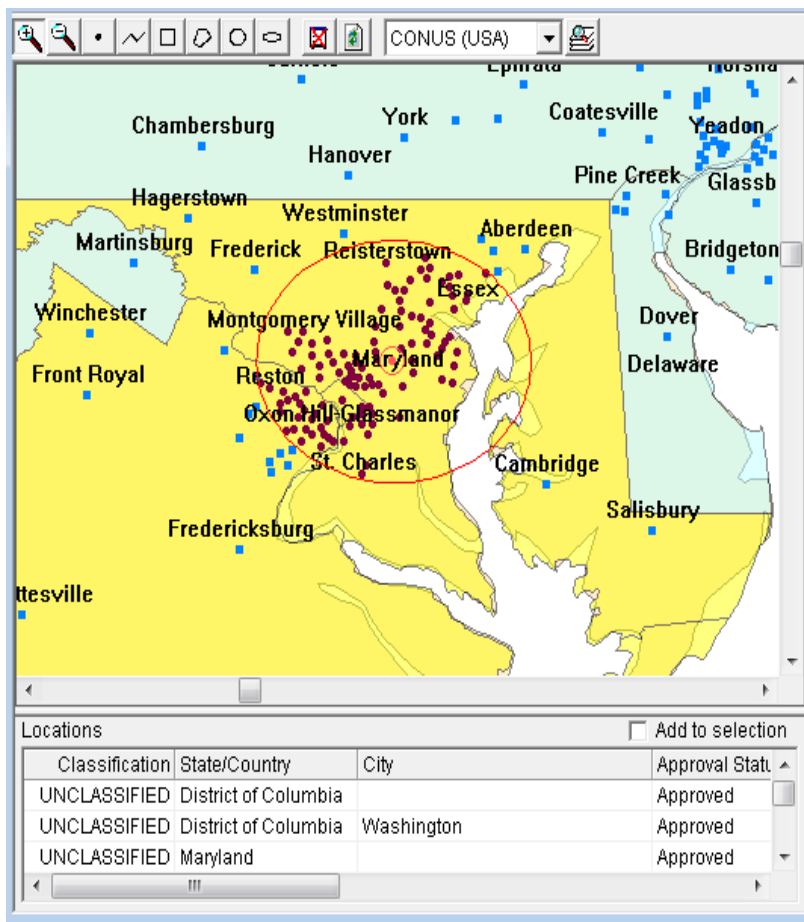 CONUS (USA)
Ephrata
York
Coatesville
Chambersburg
Yeadon
Hanover
Pine Creek
Glassb
Hagerstown
Westminster
Aberdeen
Martinsburg
Frederick
Reisterstown
Bridgeton
Essex
Winchester
Montgomery Village
Dover
Maryland
Front Royal
Reston
Delaware
Oxon Hill-Glassmanor
St. Charles
Cambridge
Salisbury
Fredericksburg
ttesville
Locations Add to selection
Classification State/Country City Approval Statu
UNCLASSIFIED District of Columbia Approved
UNCLASSIFIED District of Columbia Washington Approved
UNCLASSIFIED Maryland Approved